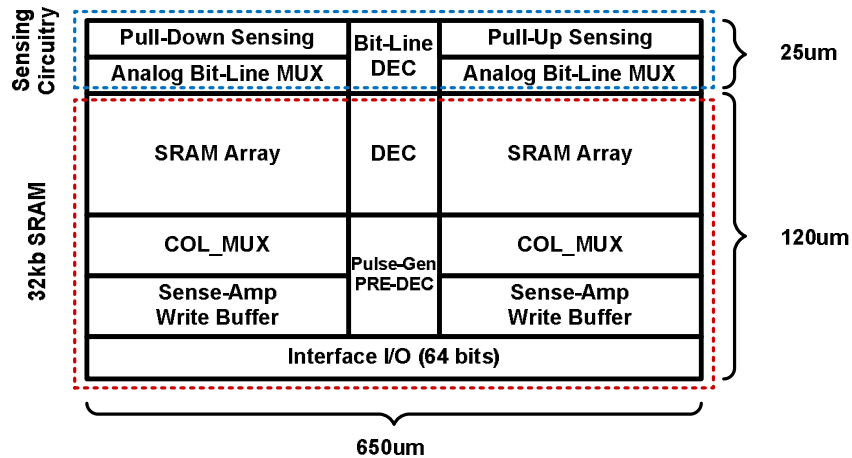 Sensing
Circuitry
Pull-Down Sensing
Bit-Line
DEC
Pull-Up Sensing
Analog Bit-Line MUX
Analog Bit-Line MUX
25um
32kb SRAM
SRAM Array
DEC
SRAM Array
COL_MUX
Pulse-Gen
PRE-DEC
COL_MUX
120um
Sense-Amp
Write Buffer
Sense-Amp
Write Buffer
Interface I/O (64 bits)
650um